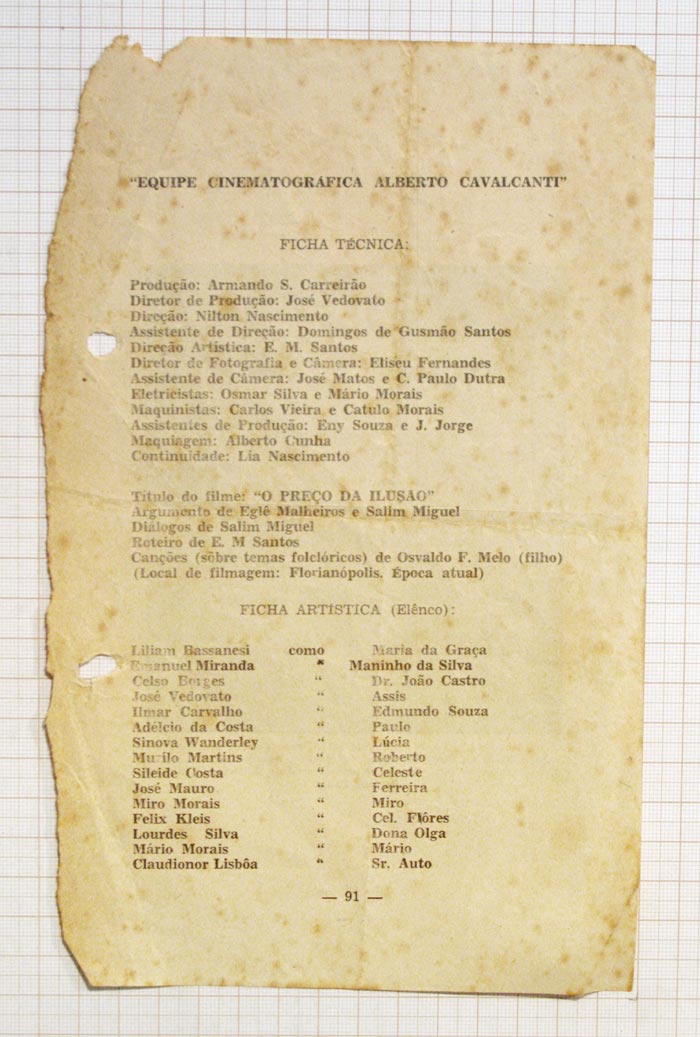 "EQUIPE CINEMATOGRÁFICA ALBERTO CAVALCANTI"
FICHA TÉCNICA:
Produção: Armando S. Carreirão
Diretor de Produção: José Vedovato
Direção: Nilton Nascimento
Assistente de Direção: Domingos de Gusmão Santos
Direcão Artística: E. M. Santos
Diretor de Fotografia e Câmera: Eliseu Fernandes
Assistente de Câmera: José Matos e C. Paulo Dutra
Eletricistas: Osmar Silva e Mário Morais
Maquinistas: Carlos Vieira e Catulo Morais
Assistentes de Produção: Eny Souza e J. Jorge
Maquiagem: Alberto Cunha
Continuidade: Lia Nascimento
Título do filme: "O PREÇO DA ILUSAO"
Argumento de Eglê Malheiros e Salim Miguel
Diálogos de Salim Miguel
Roteiro de E. M Santos
Canções (sôbre temas folclóricos) de Osvaldo F. Melo (filho)
(Local de filmagem: Florianópolis. Época atual)
FICHA ARTÍSTICA (Elênco):
Liliam Bassanesi como Maria da Graça
Emanuel Miranda " Maninho da Silva
Celso Borges " Dr. João Castro
José Vedovato " Assis
Ilmar Carvalho " Edmundo Souza
Adélcio da Costa " Paulo
Sinova Wanderley " Lúcia
Murilo Martins " Roberto
Sileide Costa " Celeste
José Mauro " Ferreira
Miro Morais " Miro
Felix Kleis " Cel. Flôres
Lourdes Silva " Dona Olga
Mário Morais " Mário
Claudionor Lisbôa " Sr. Auto
— 91 —